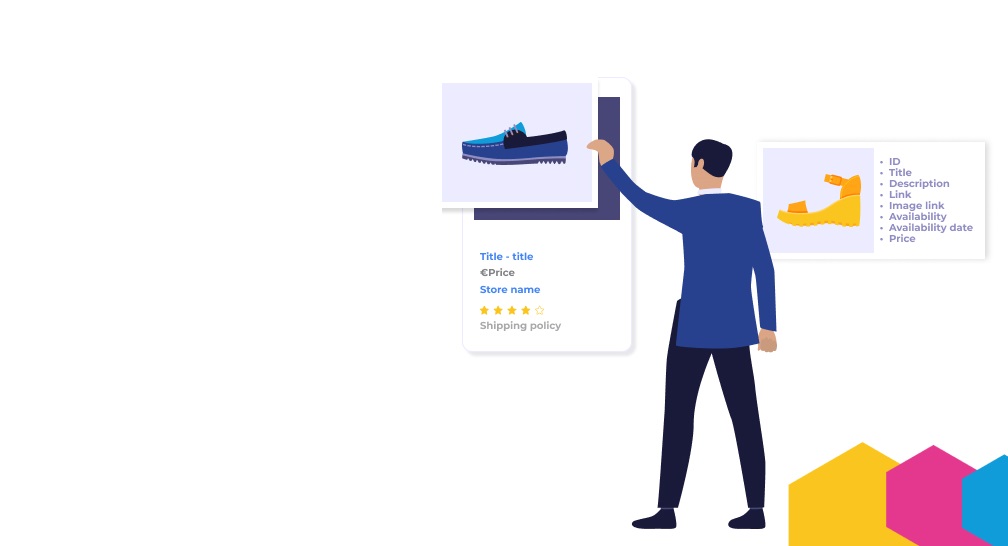 Title - title
€Price
Store name
Shipping policy
• ID
• Title
• Description
• Link
• Image link
• Availability
• Availability date
• Price